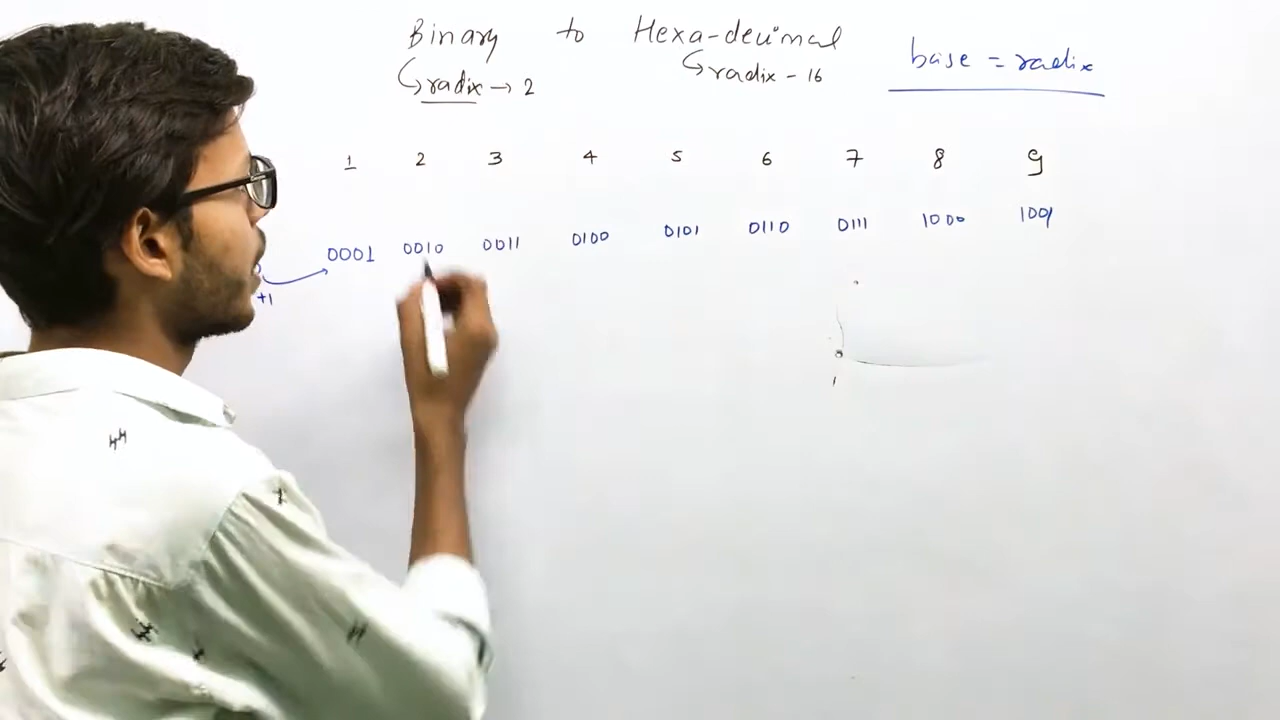 Binary to Hexa-decimal
radix → 2
radix - 16
base = radix
1 2 3 4 5 6 7 8 9
0001 0010 0011 0100 0101 0110 0111 1000 1001
+1